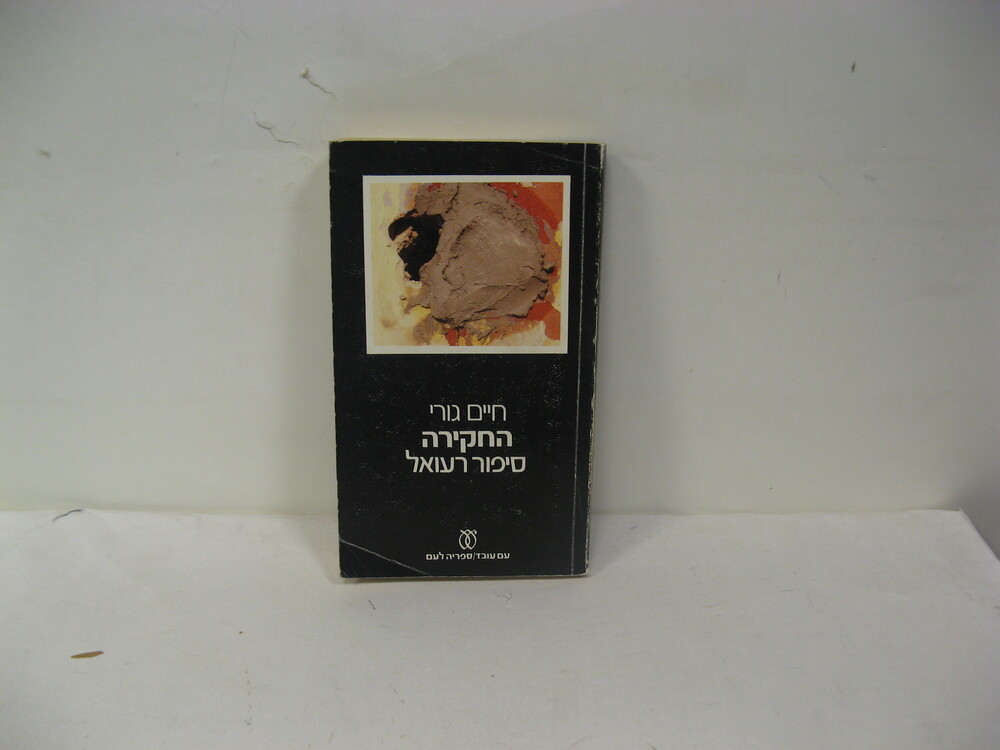 חיים גורי
החקירה
סיפור רעואל
עם עובד/ספריה לעם